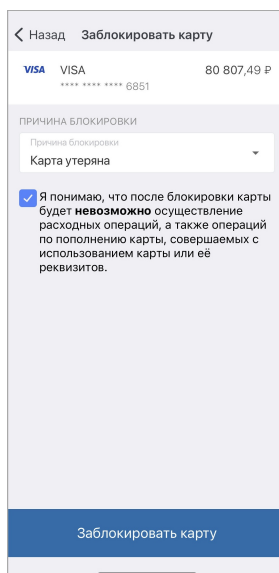 Назад Заблокировать карту
VISA VISA 80 807,49 ₽
**** **** **** 6851
ПРИЧИНА БЛОКИРОВКИ
Причина блокировки
Карта утеряна
Я понимаю, что после блокировки карты
будет невозможно осуществление
расходных операций, а также операций
по пополнению карты, совершаемых с
использованием карты или её
реквизитов.
Заблокировать карту